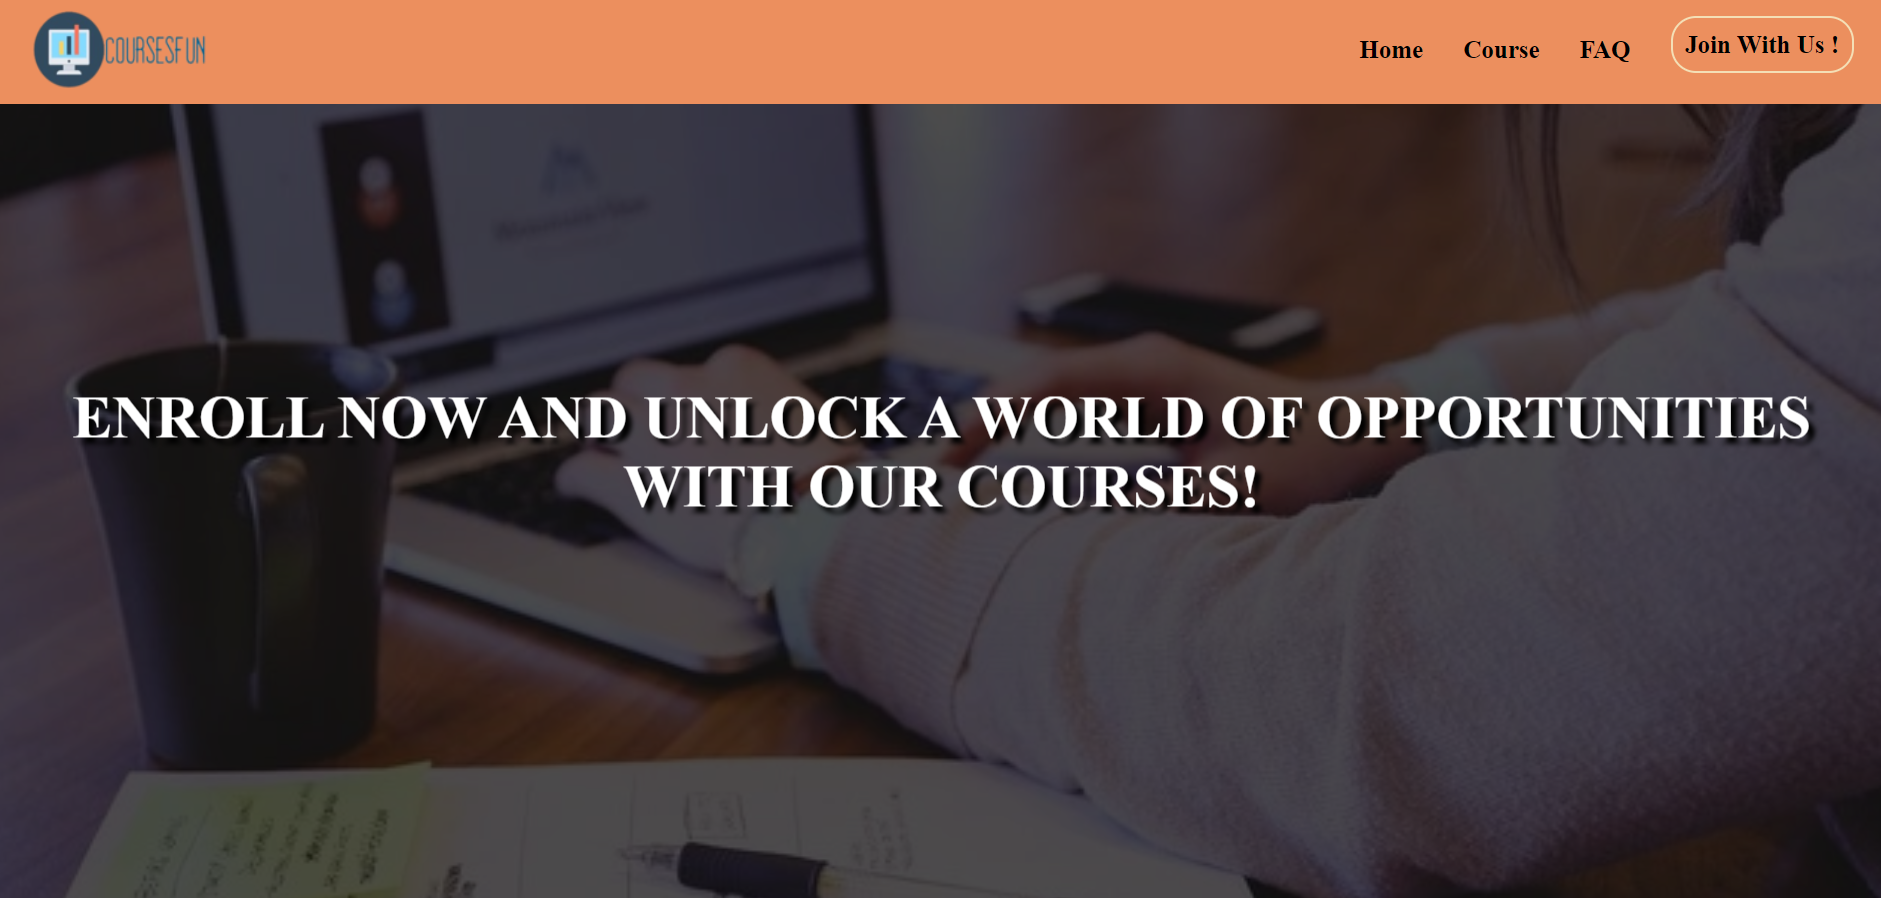 COURSESFUN
Home
Course
FAQ
Join With Us !
ENROLL NOW AND UNLOCK A WORLD OF OPPORTUNITIES
WITH OUR COURSES!